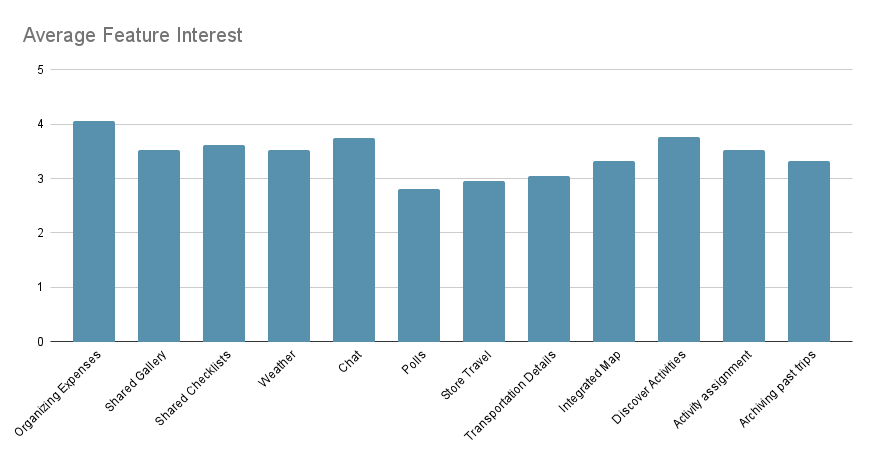 Average Feature Interest
5
4
3
2
1
0
Organizing Expenses
Shared Gallery
Shared Checklists
Weather
Chat
Polls
Store Travel
Transportation Details
Integrated Map
Discover Activities
Activity assignment
Archiving past trips